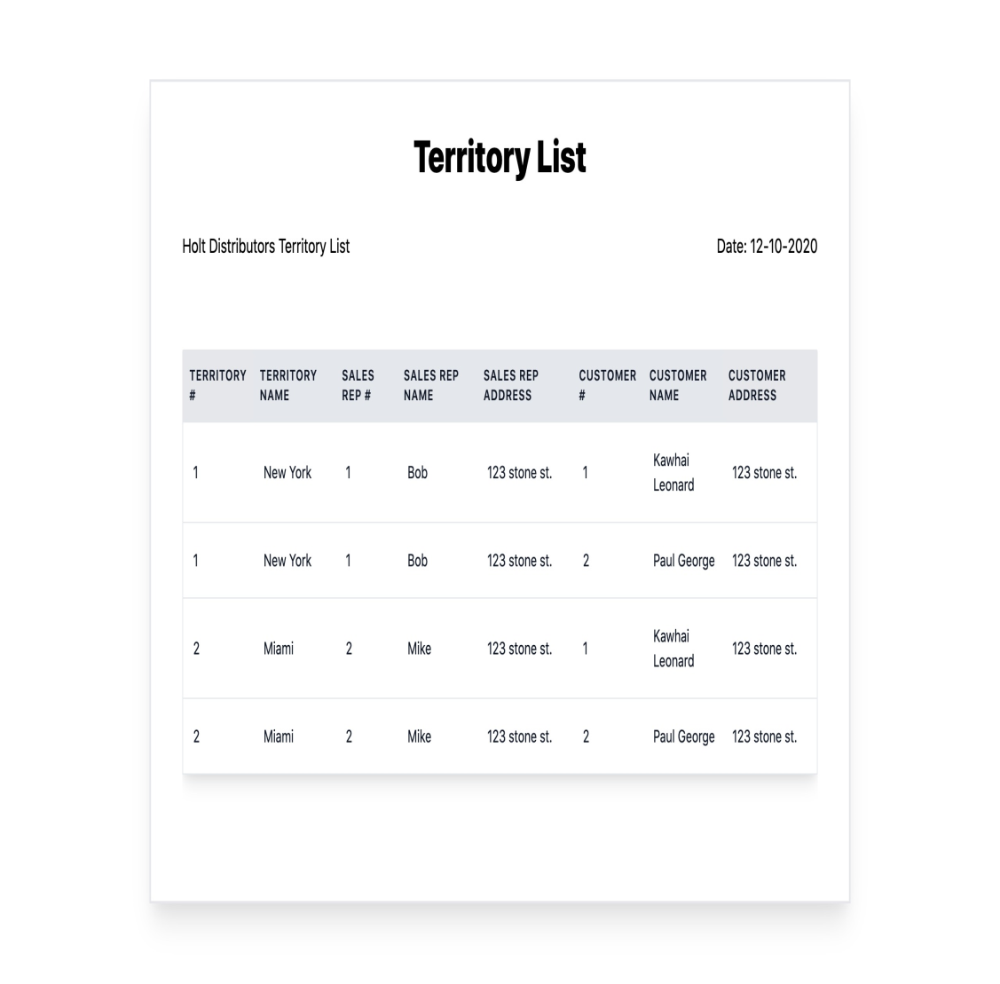 Territory List
Holt Distributors Territory List Date: 12-10-2020
TERRITORY # TERRITORY NAME SALES REP # SALES REP NAME SALES REP ADDRESS CUSTOMER # CUSTOMER NAME CUSTOMER ADDRESS
1 New York 1 Bob 123 stone st. 1 Kawhai Leonard 123 stone st.
1 New York 1 Bob 123 stone st. 2 Paul George 123 stone st.
2 Miami 2 Mike 123 stone st. 1 Kawhai Leonard 123 stone st.
2 Miami 2 Mike 123 stone st. 2 Paul George 123 stone st.